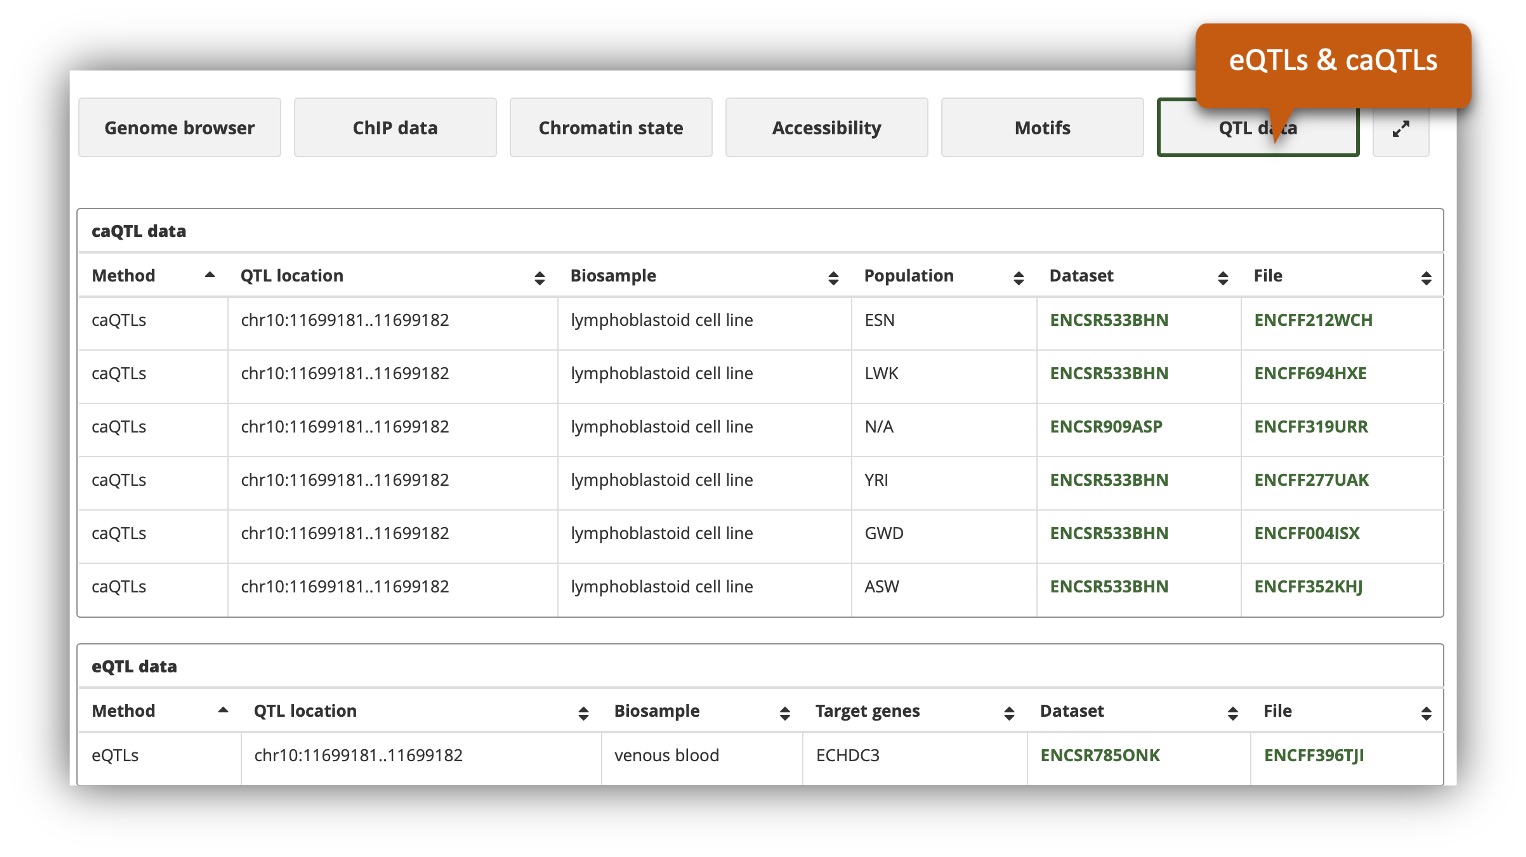 eQTLs & caQTLs
Genome browser ChIP data Chromatin state Accessibility Motifs QTL data
caQTL data
Method QTL location Biosample Population Dataset File
caQTLs chr10:11699181..11699182 lymphoblastoid cell line ESN ENCSR533BHN ENCFF212WCH
caQTLs chr10:11699181..11699182 lymphoblastoid cell line LWK ENCSR533BHN ENCFF694HXE
caQTLs chr10:11699181..11699182 lymphoblastoid cell line N/A ENCSR909ASP ENCFF319URR
caQTLs chr10:11699181..11699182 lymphoblastoid cell line YRI ENCSR533BHN ENCFF277UAK
caQTLs chr10:11699181..11699182 lymphoblastoid cell line GWD ENCSR533BHN ENCFF004ISX
caQTLs chr10:11699181..11699182 lymphoblastoid cell line ASW ENCSR533BHN ENCFF352KHJ
eQTL data
Method QTL location Biosample Target genes Dataset File
eQTLs chr10:11699181..11699182 venous blood ECHDC3 ENCSR785ONK ENCFF396TJI